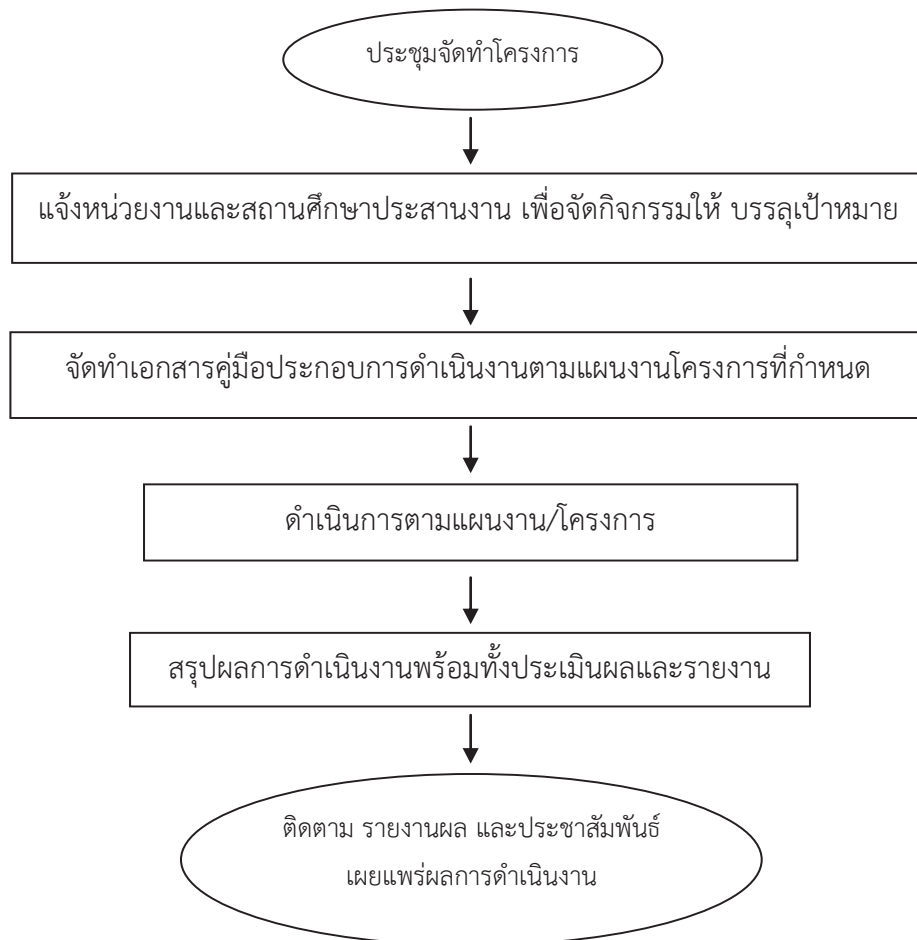 ประชุมจัดทำโครงการ
แจ้งหน่วยงานและสถานศึกษาประสานงาน เพื่อจัดกิจกรรมให้ บรรลุเป้าหมาย
จัดทำเอกสารคู่มือประกอบการดำเนินงานตามแผนงานโครงการที่กำหนด
ดำเนินการตามแผนงาน/โครงการ
สรุปผลการดำเนินงานพร้อมทั้งประเมินผลและรายงาน
ติดตาม รายงานผล และประชาสัมพันธ์
เผยแพร่ผลการดำเนินงาน